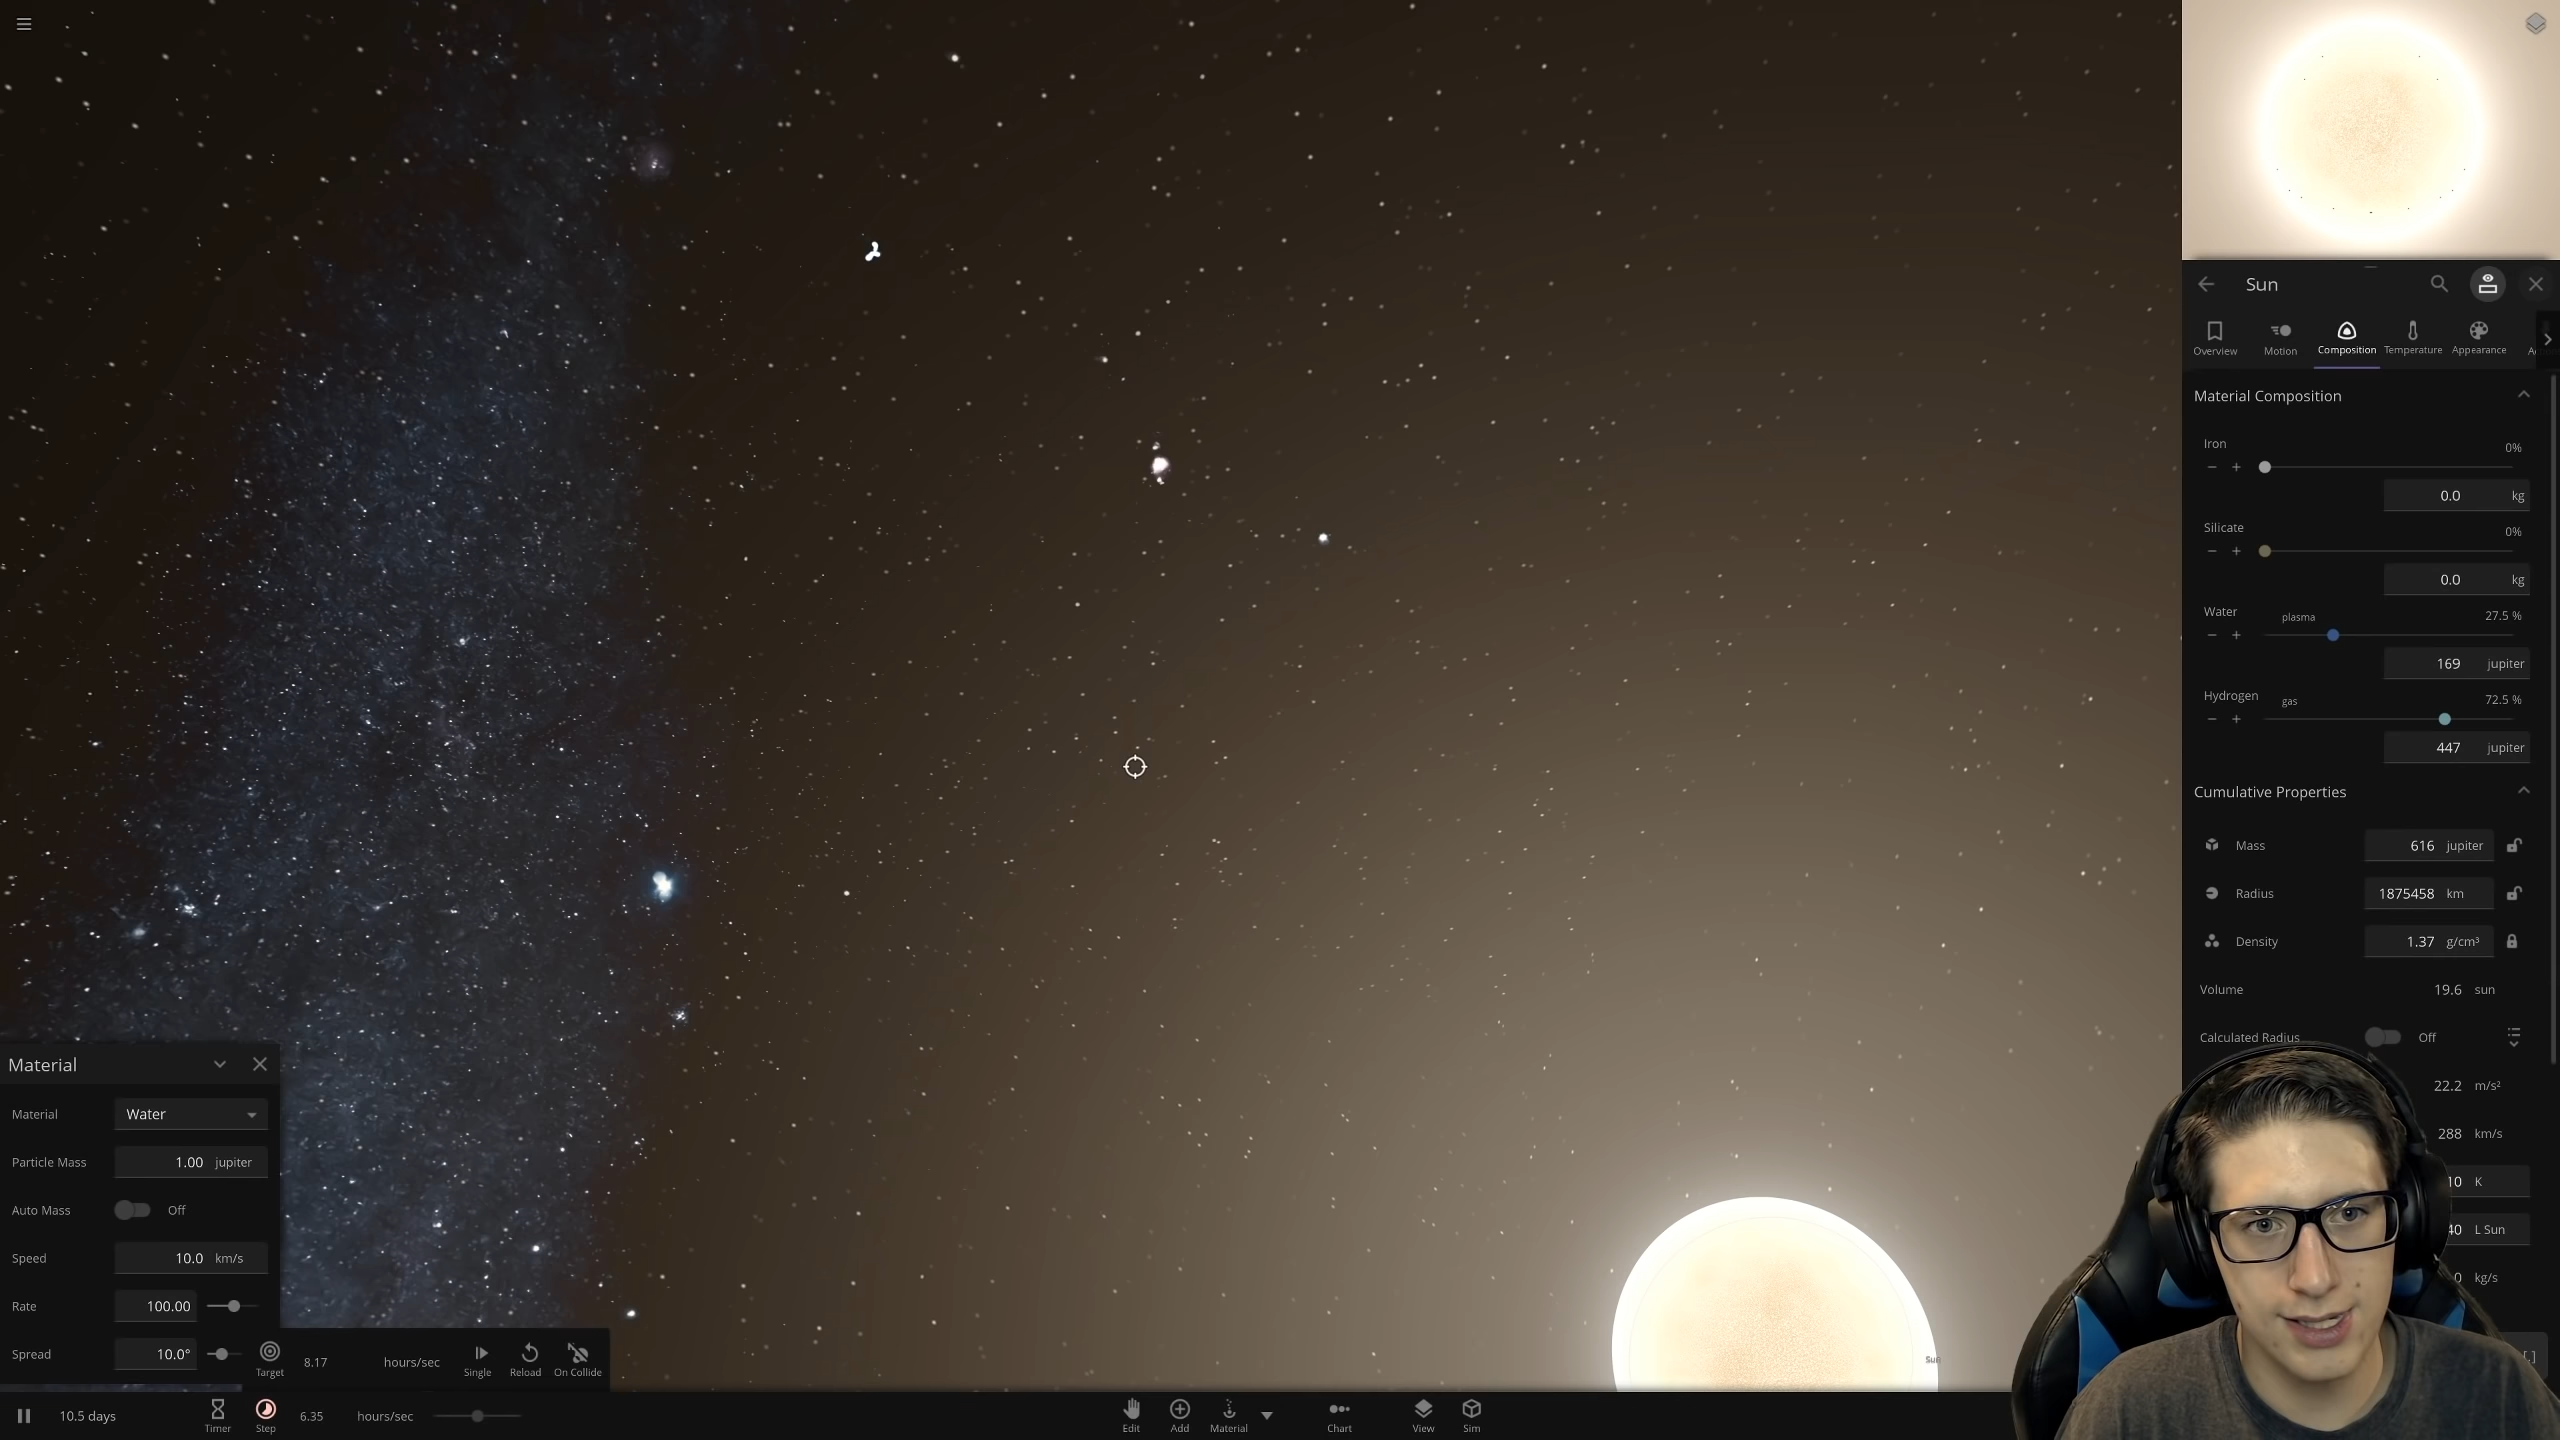 Sun
Overview
Motion
Composition
Temperature
Appearance
Material Composition
Iron
0%
0.0 kg
Silicate
0%
0.0 kg
Water plasma 27.5 %
169 jupiter
Hydrogen gas 72.5 %
447 jupiter
Cumulative Properties
Mass 616 jupiter
Radius 1875458 km
Density 1.37 g/cm³
Volume 19.6 sun
Calculated Radius Off
22.2 m/s²
288 km/s
K
L Sun
kg/s
Sun
Material
Material Water
Particle Mass 1.00 jupiter
Auto Mass Off
Speed 10.0 km/s
Rate 100.00
Spread 10.0°
Target 8.17 hours/sec Single Reload On Collide
10.5 days Timer Step 6.35 hours/sec
Edit Add Material Chart View Sim